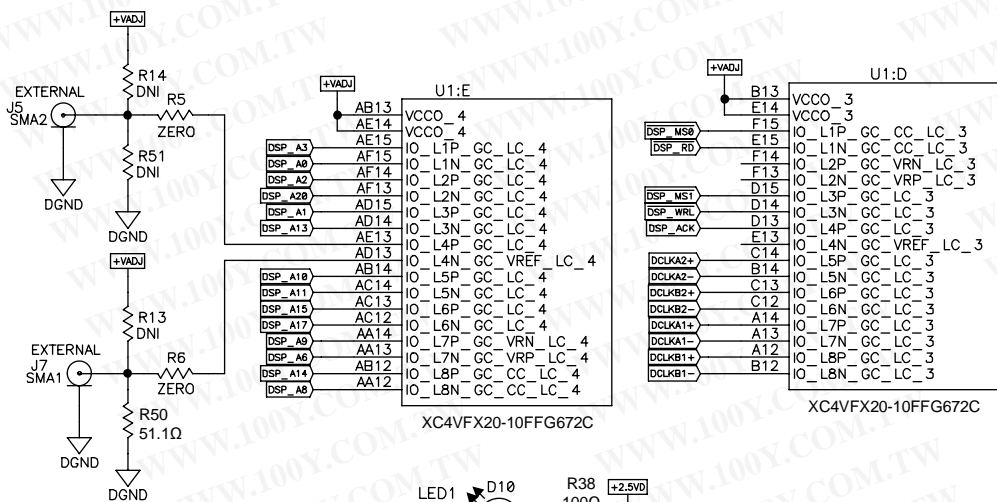 +VADJ
R14
DNI
EXTERNAL
J5
SMA2
R5
ZERO
R51
DNI
DGND
DGND
+VADJ
R13
DNI
EXTERNAL
J7
SMA1
R6
ZERO
R50
51.1Ω
DGND
DGND
+VADJ
U1:E
AB13 VCCO_4
AE14 VCCO_4
DSP_A3 AE15 IO_L1P_GC_LC_4
DSP_A0 AF15 IO_L1N_GC_LC_4
DSP_A2 AF14 IO_L2P_GC_LC_4
DSP_A20 AF13 IO_L2N_GC_LC_4
DSP_A1 AD15 IO_L3P_GC_LC_4
DSP_A13 AD14 IO_L3N_GC_LC_4
AE13 IO_L4P_GC_LC_4
AD13 IO_L4N_GC_VREF_LC_4
DSP_A10 AB14 IO_L5P_GC_LC_4
DSP_A11 AC14 IO_L5N_GC_LC_4
DSP_A15 AC13 IO_L6P_GC_LC_4
DSP_A17 AC12 IO_L6N_GC_LC_4
DSP_A9 AA14 IO_L7P_GC_VRN_LC_4
DSP_A6 AA13 IO_L7N_GC_VRP_LC_4
DSP_A14 AB12 IO_L8P_GC_CC_LC_4
DSP_A8 AA12 IO_L8N_GC_CC_LC_4
XC4VFX20-10FFG672C
+VADJ
U1:D
B13 VCCO_3
E14 VCCO_3
DSP_MS0 F15 IO_L1P_GC_CC_LC_3
DSP_RD E15 IO_L1N_GC_CC_LC_3
F14 IO_L2P_GC_VRN_LC_3
F13 IO_L2N_GC_VRP_LC_3
DSP_MS1 D15 IO_L3P_GC_LC_3
DSP_WRL D14 IO_L3N_GC_LC_3
DSP_ACK D13 IO_L4P_GC_LC_3
E13 IO_L4N_GC_VREF_LC_3
DCLKA2+ C14 IO_L5P_GC_LC_3
DCLKA2- B14 IO_L5N_GC_LC_3
DCLKB2+ C13 IO_L6P_GC_LC_3
DCLKB2- C12 IO_L6N_GC_LC_3
DCLKA1+ A14 IO_L7P_GC_LC_3
DCLKA1- A13 IO_L7N_GC_LC_3
DCLKB1+ A12 IO_L8P_GC_LC_3
DCLKB1- B12 IO_L8N_GC_LC_3
XC4VFX20-10FFG672C
LED1
D10
R38
+2.5VD
WWW.100Y.COM.TW